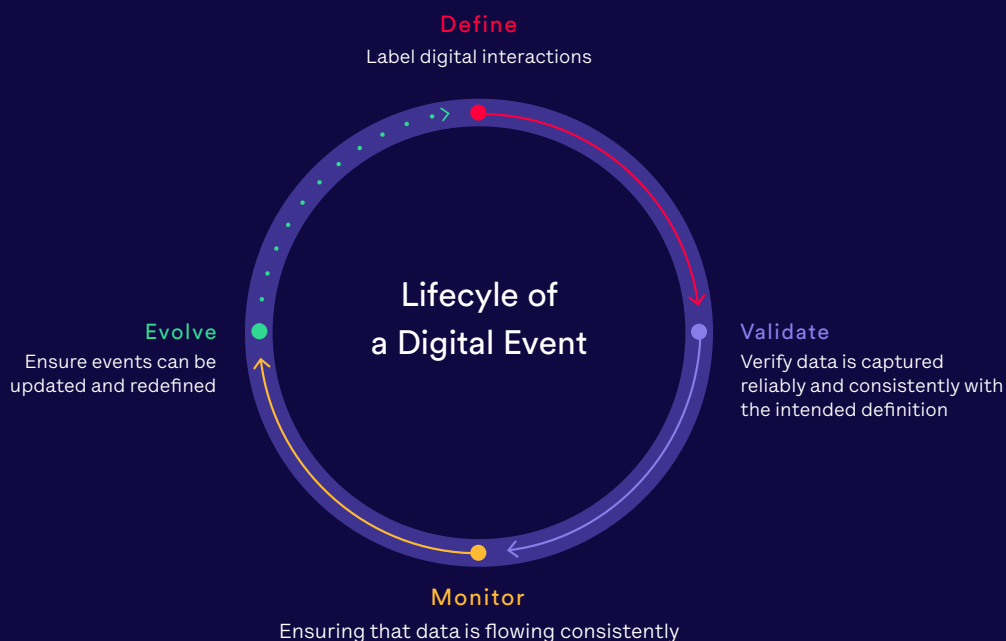 Define
Label digital interactions
Lifecyle of
a Digital Event
Evolve
Ensure events can be
updated and redefined
Validate
Verify data is captured
reliably and consistently with
the intended definition
Monitor
Ensuring that data is flowing consistently